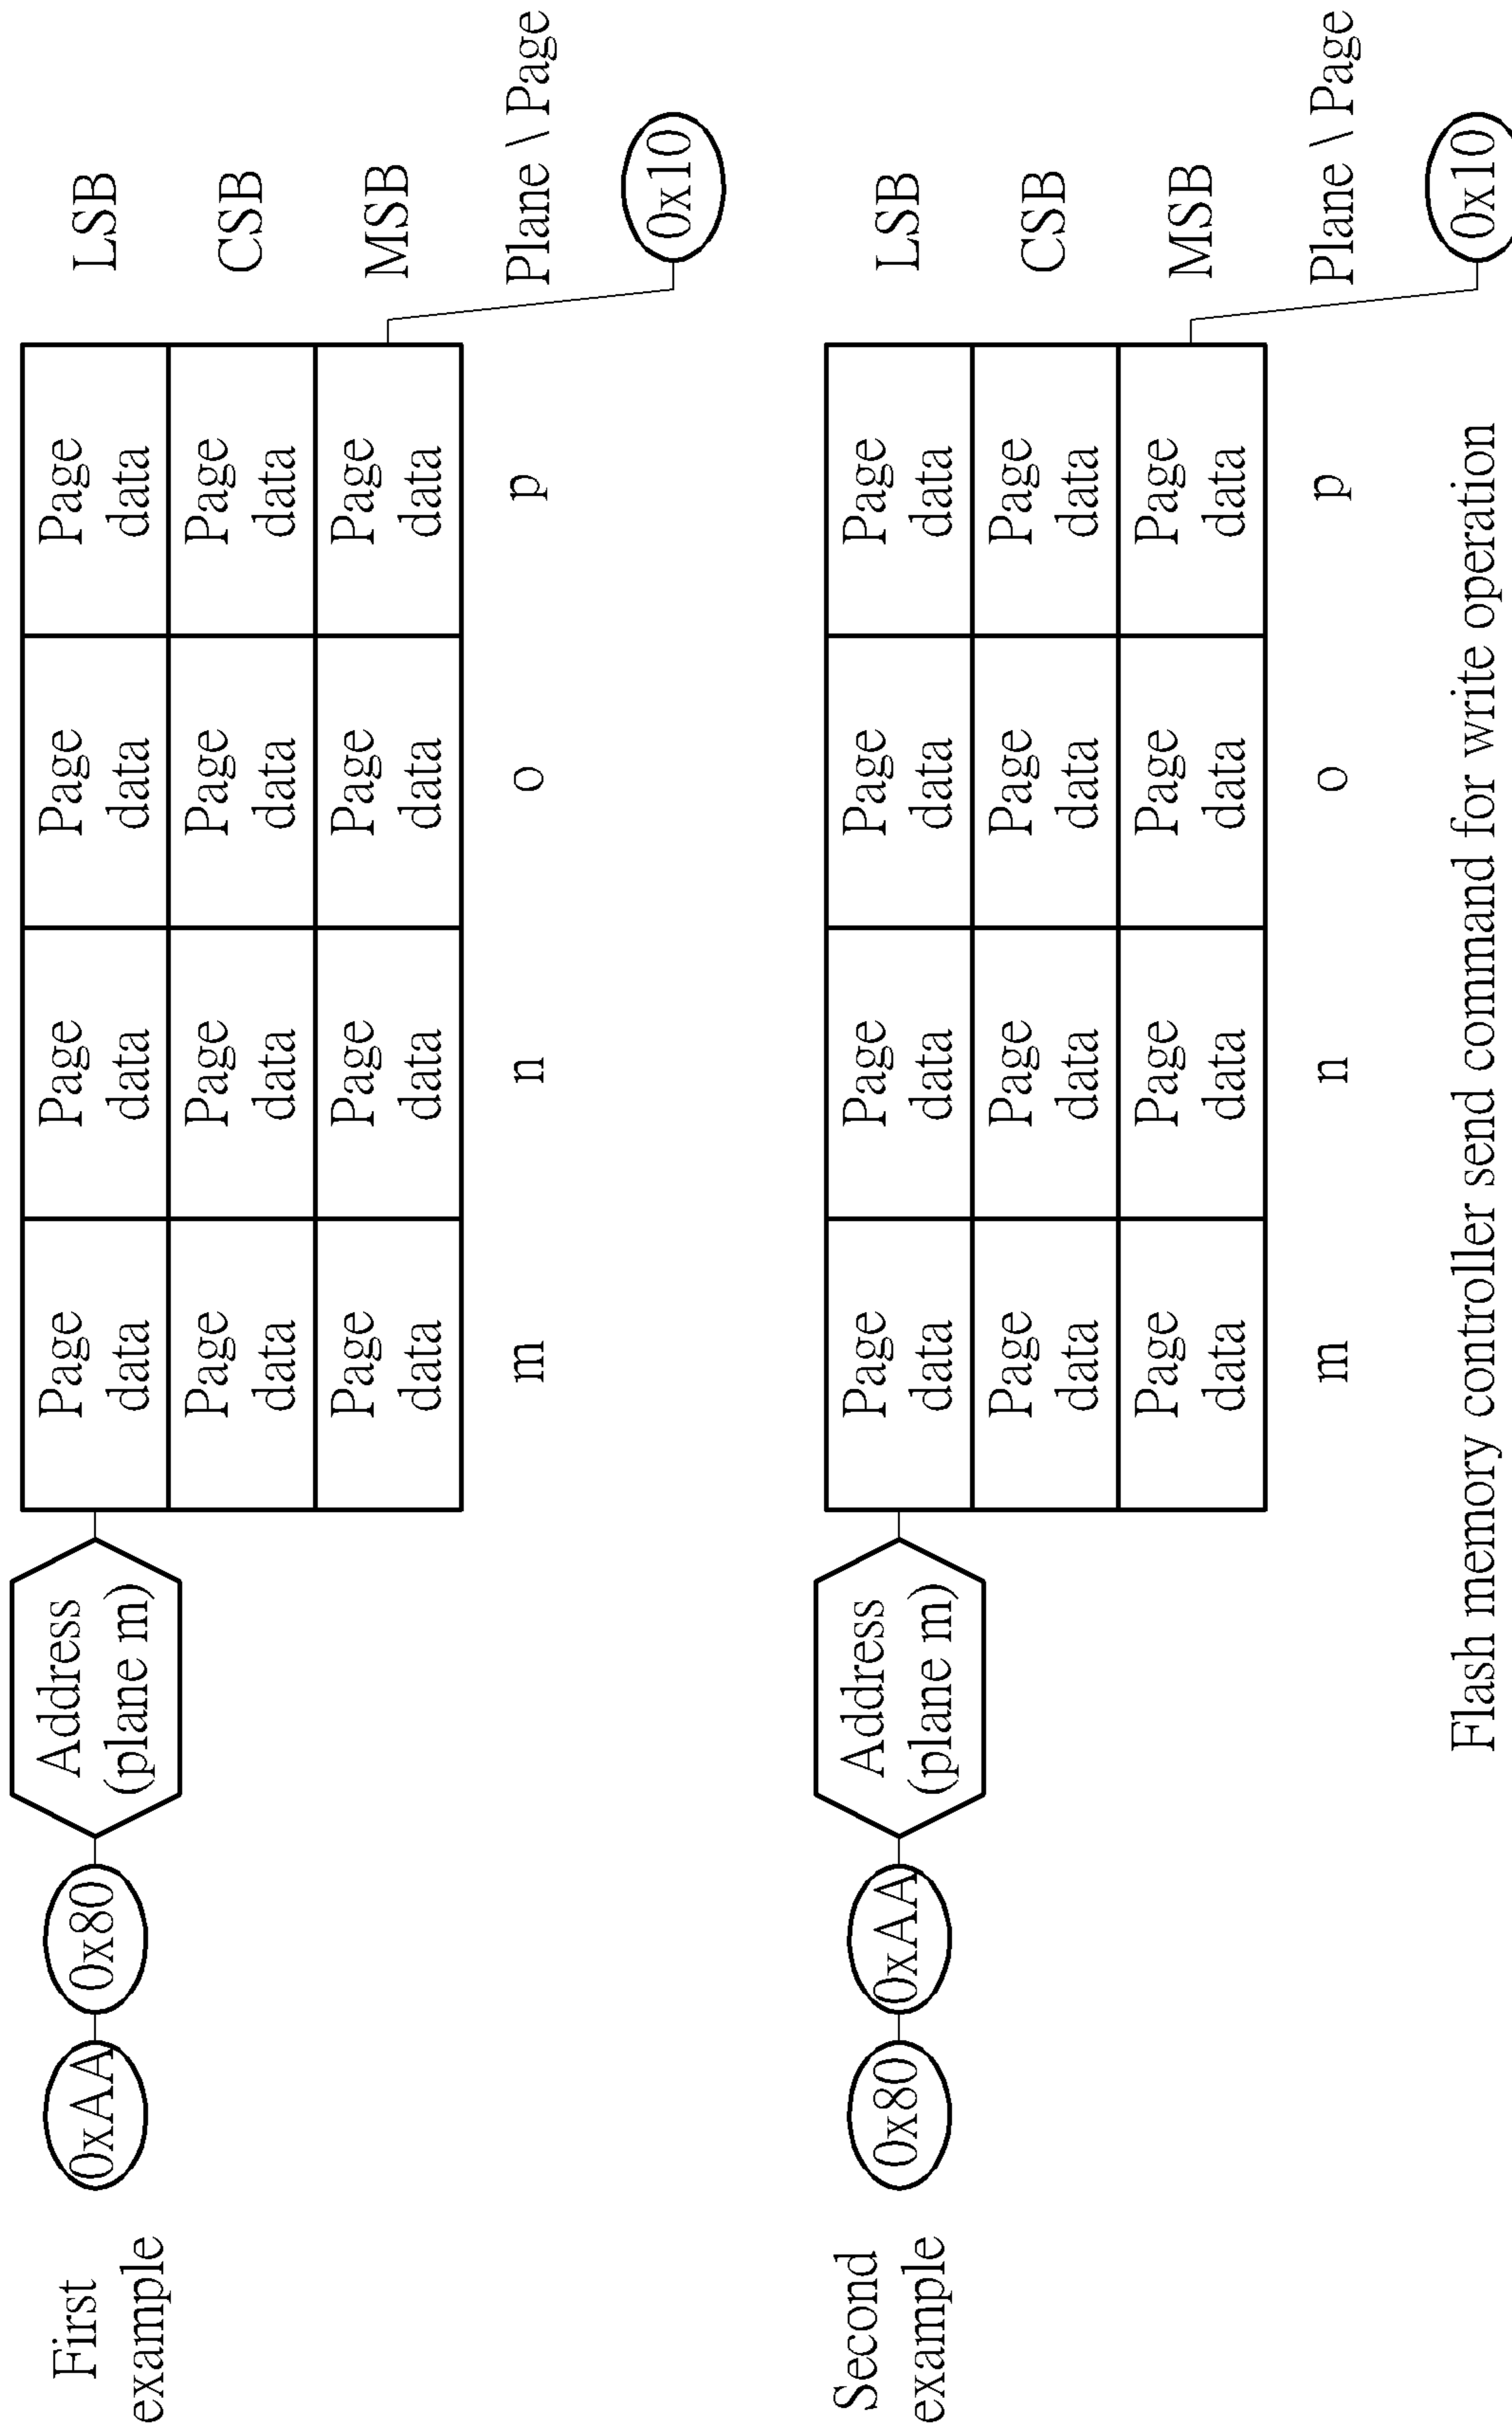 First
example
0xAA
0x80
Address
(plane m)
Page
data
Page
data
Page
data
Page
data
LSB
Page
data
Page
data
Page
data
Page
data
CSB
Page
data
Page
data
Page
data
Page
data
MSB
m
n
o
p
Plane \ Page
0x10
Second
example
0x80
0xAA
Address
(plane m)
Page
data
Page
data
Page
data
Page
data
LSB
Page
data
Page
data
Page
data
Page
data
CSB
Page
data
Page
data
Page
data
Page
data
MSB
m
n
o
p
Plane \ Page
0x10
Flash memory controller send command for write operation